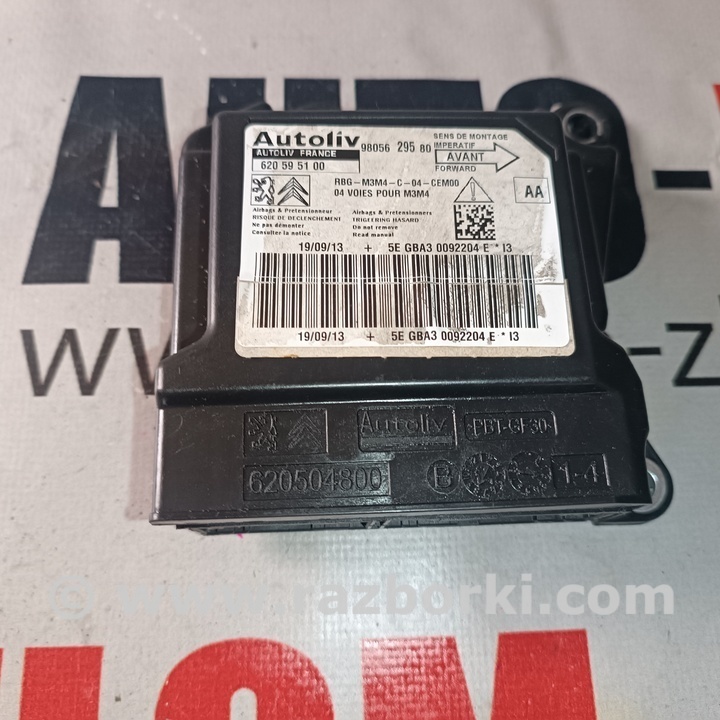 Autoliv
AUTOLIV FRANCE
620 59 51 00
98056 295 80
SENS DE MONTAGE
IMPERATIF
AVANT
RBG-M3M4-C-04-CEM00
04 VOIES POUR M3M4
AA
Airbags & Pretensionneur
RISQUE DE DECLENCHEMENT
Ne pas démonter
Consulter la notice
Airbags & Pretensioners
TRIGGERING HASARD
Do not remove
Read manual
19/09/13 + 5E GBA3 0092204 E * I3
19/09/13 + 5E GBA3 0092204 E * I3
Autoliv
>PBT-GF30<
620504800
B
1-4
© www.razborki.com